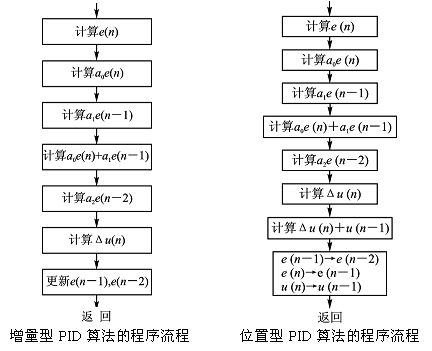 计算e(n)
计算a₀e(n)
计算a₁e(n−1)
计算a₀e(n)+a₁e(n−1)
计算a₂e(n−2)
计算Δu(n)
更新e(n−1),e(n−2)
返 回
增量型 PID 算法的程序流程
计算e(n)
计算a₀e(n)
计算a₁e(n−1)
计算a₀e(n)+a₁e(n−1)
计算a₂e(n−2)
计算Δu(n)
计算Δu(n)+u(n−1)
e(n−1)→e(n−2)
e(n)→e(n−1)
u(n)→u(n−1)
返回
位置型 PID 算法的程序流程